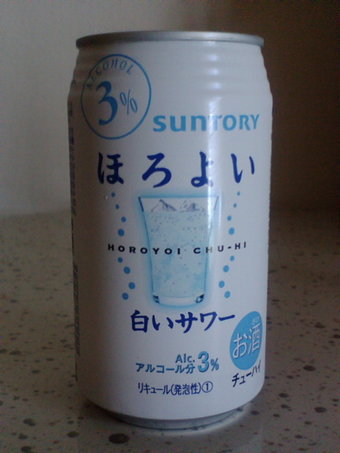 ALCOHOL
3%
SUNTORY
ほろよい
HOROYOI CHU-HI
白いサワー
Alc.
アルコール分3%
お酒
チューハイ
リキュール(発泡性)①